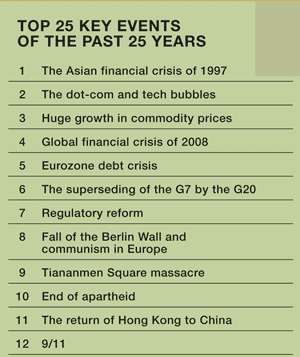 TOP 25 KEY EVENTS
OF THE PAST 25 YEARS
1 The Asian financial crisis of 1997
2 The dot-com and tech bubbles
3 Huge growth in commodity prices
4 Global financial crisis of 2008
5 Eurozone debt crisis
6 The superseding of the G7 by the G20
7 Regulatory reform
8 Fall of the Berlin Wall and
communism in Europe
9 Tiananmen Square massacre
10 End of apartheid
11 The return of Hong Kong to China
12 9/11